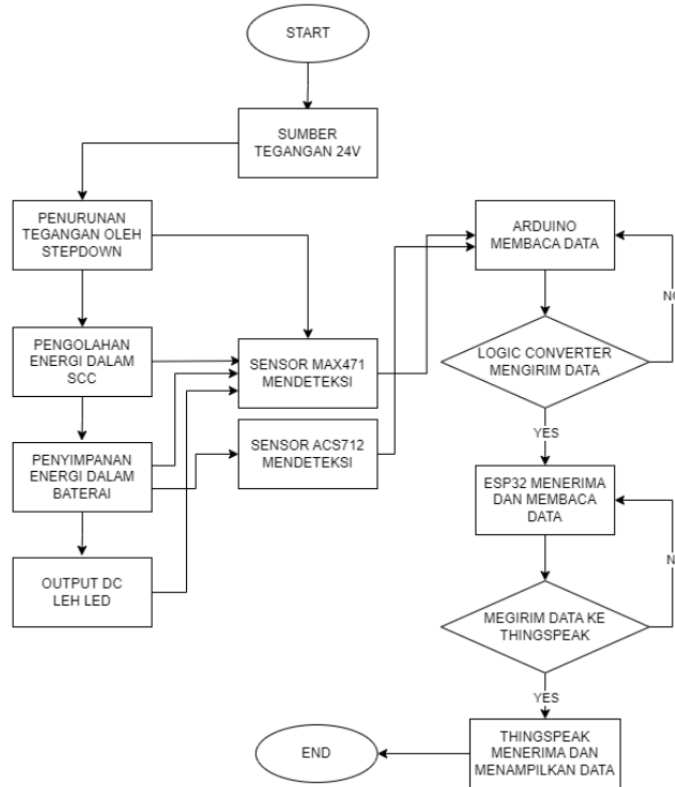 START
SUMBER
TEGANGAN 24V
PENURUNAN
TEGANGAN OLEH
STEPDOWN
ARDUINO
MEMBACA DATA
NO
PENGOLAHAN
ENERGI DALAM
SCC
SENSOR MAX471
MENDETEKSI
LOGIC CONVERTER
MENGIRIM DATA
YES
PENYIMPANAN
ENERGI DALAM
BATERAI
SENSOR ACS712
MENDETEKSI
ESP32 MENERIMA
DAN MEMBACA
DATA
N
OUTPUT DC
LEH LED
MEGIRIM DATA KE
THINGSPEAK
YES
THINGSPEAK
MENERIMA DAN
MENAMPILKAN DATA
END